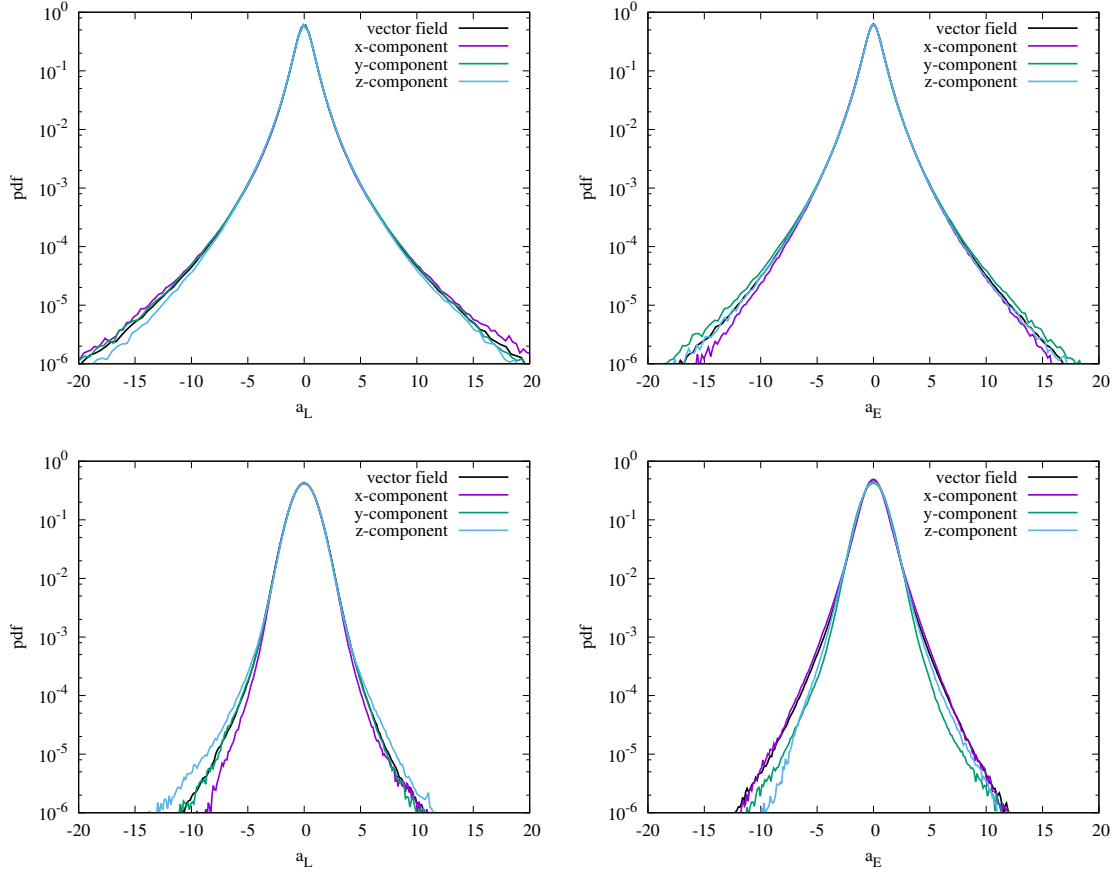 10^0
10^-1
10^-2
10^-3
10^-4
10^-5
10^-6
pdf
-20 -15 -10 -5 0 5 10 15 20
a_L
vector field
x-component
y-component
z-component
10^0
10^-1
10^-2
10^-3
10^-4
10^-5
10^-6
pdf
-20 -15 -10 -5 0 5 10 15 20
a_E
vector field
x-component
y-component
z-component
10^0
10^-1
10^-2
10^-3
10^-4
10^-5
10^-6
pdf
-20 -15 -10 -5 0 5 10 15 20
a_L
vector field
x-component
y-component
z-component
10^0
10^-1
10^-2
10^-3
10^-4
10^-5
10^-6
pdf
-20 -15 -10 -5 0 5 10 15 20
a_E
vector field
x-component
y-component
z-component